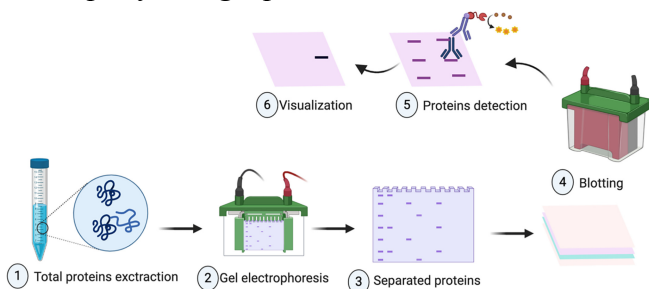 6 Visualization
5 Proteins detection
4 Blotting
1 Total proteins exctraction
2 Gel electrophoresis
3 Separated proteins